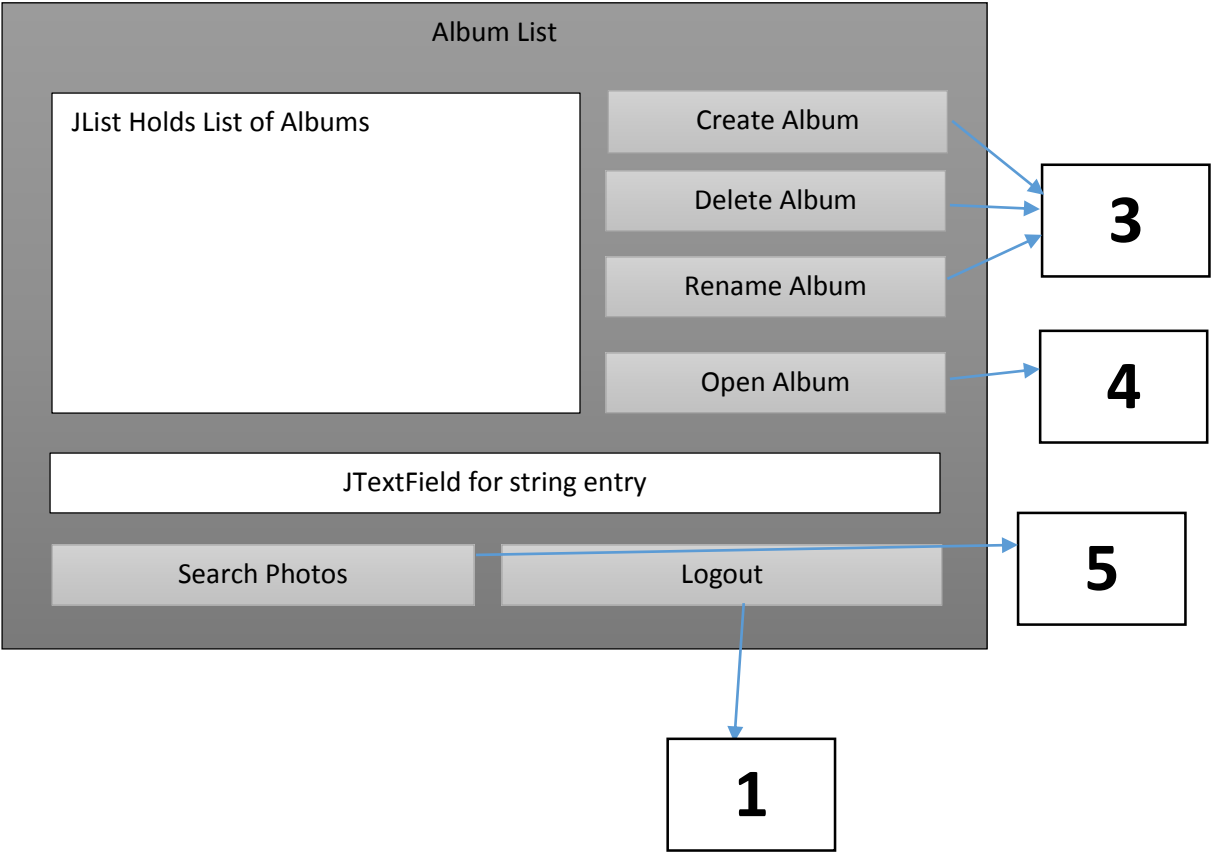 Album List
JList Holds List of Albums
Create Album
Delete Album
Rename Album
Open Album
3
4
JTextField for string entry
Search Photos
Logout
5
1